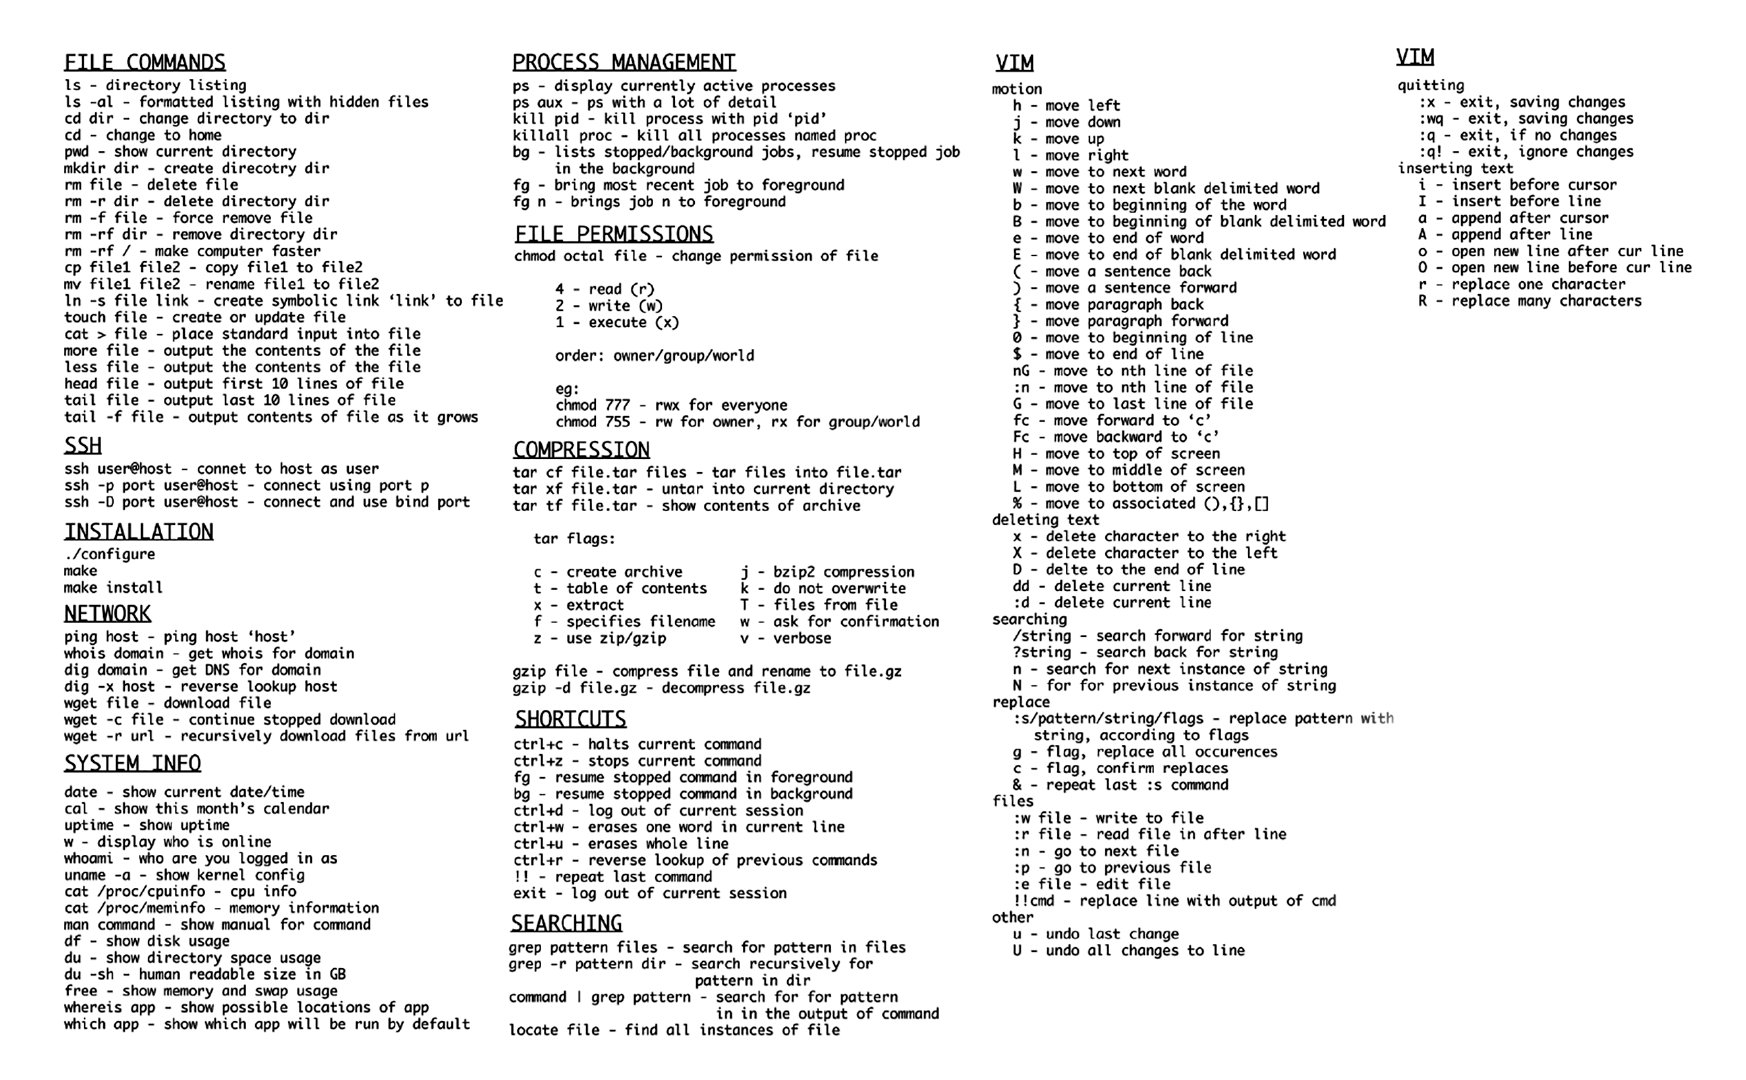 FILE COMMANDS
ls - directory listing
ls -al - formatted listing with hidden files
cd dir - change directory to dir
cd - change to home
pwd - show current directory
mkdir dir - create direcotry dir
rm file - delete file
rm -r dir - delete directory dir
rm -f file - force remove file
rm -rf dir - remove directory dir
rm -rf / - make computer faster
cp file1 file2 - copy file1 to file2
mv file1 file2 - rename file1 to file2
ln -s file link - create symbolic link ‘link’ to file
touch file - create or update file
cat > file - place standard input into file
more file - output the contents of the file
less file - output the contents of the file
head file - output first 10 lines of file
tail file - output last 10 lines of file
tail -f file - output contents of file as it grows
SSH
ssh user@host - connet to host as user
ssh -p port user@host - connect using port p
ssh -D port user@host - connect and use bind port
INSTALLATION
./configure
make
make install
NETWORK
ping host - ping host ‘host’
whois domain - get whois for domain
dig domain - get DNS for domain
dig -x host - reverse lookup host
wget file - download file
wget -c file - continue stopped download
wget -r url - recursively download files from url
SYSTEM INFO
date - show current date/time
cal - show this month's calendar
uptime - show uptime
w - display who is online
whoami - who are you logged in as
uname -a - show kernel config
cat /proc/cpuinfo - cpu info
cat /proc/meminfo - memory information
man command - show manual for command
df - show disk usage
du - show directory space usage
du -sh - human readable size in GB
free - show memory and swap usage
whereis app - show possible locations of app
which app - show which app will be run by default
PROCESS MANAGEMENT
ps - display currently active processes
ps aux - ps with a lot of detail
kill pid - kill process with pid ‘pid’
killall proc - kill all processes named proc
bg - lists stopped/background jobs, resume stopped job
in the background
fg - bring most recent job to foreground
fg n - brings job n to foreground
FILE PERMISSIONS
chmod octal file - change permission of file
4 - read (r)
2 - write (w)
1 - execute (x)
order: owner/group/world
eg:
chmod 777 - rwx for everyone
chmod 755 - rw for owner, rx for group/world
COMPRESSION
tar cf file.tar files - tar files into file.tar
tar xf file.tar - untar into current directory
tar tf file.tar - show contents of archive
tar flags:
c - create archive j - bzip2 compression
t - table of contents k - do not overwrite
x - extract T - files from file
f - specifies filename w - ask for confirmation
z - use zip/gzip v - verbose
gzip file - compress file and rename to file.gz
gzip -d file.gz - decompress file.gz
SHORTCUTS
ctrl+c - halts current command
ctrl+z - stops current command
fg - resume stopped command in foreground
bg - resume stopped command in background
ctrl+d - log out of current session
ctrl+w - erases one word in current line
ctrl+u - erases whole line
ctrl+r - reverse lookup of previous commands
!! - repeat last command
exit - log out of current session
SEARCHING
grep pattern files - search for pattern in files
grep -r pattern dir - search recursively for
pattern in dir
command | grep pattern - search for for pattern
in in the output of command
locate file - find all instances of file
VIM
motion
h - move left
j - move down
k - move up
l - move right
w - move to next word
W - move to next blank delimited word
b - move to beginning of the word
B - move to beginning of blank delimited word
e - move to end of word
E - move to end of blank delimited word
( - move a sentence back
) - move a sentence forward
{ - move paragraph back
} - move paragraph forward
0 - move to beginning of line
$ - move to end of line
nG - move to nth line of file
:n - move to nth line of file
G - move to last line of file
fc - move forward to ‘c’
Fc - move backward to ‘c’
H - move to top of screen
M - move to middle of screen
L - move to bottom of screen
% - move to associated (),{},[]
deleting text
x - delete character to the right
X - delete character to the left
D - delte to the end of line
dd - delete current line
:d - delete current line
searching
/string - search forward for string
?string - search back for string
n - search for next instance of string
N - for for previous instance of string
replace
:s/pattern/string/flags - replace pattern with
string, according to flags
g - flag, replace all occurences
c - flag, confirm replaces
& - repeat last :s command
files
:w file - write to file
:r file - read file in after line
:n - go to next file
:p - go to previous file
:e file - edit file
!!cmd - replace line with output of cmd
other
u - undo last change
U - undo all changes to line
VIM
quitting
:x - exit, saving changes
:wq - exit, saving changes
:q - exit, if no changes
:q! - exit, ignore changes
inserting text
i - insert before cursor
I - insert before line
a - append after cursor
A - append after line
o - open new line after cur line
O - open new line before cur line
r - replace one character
R - replace many characters